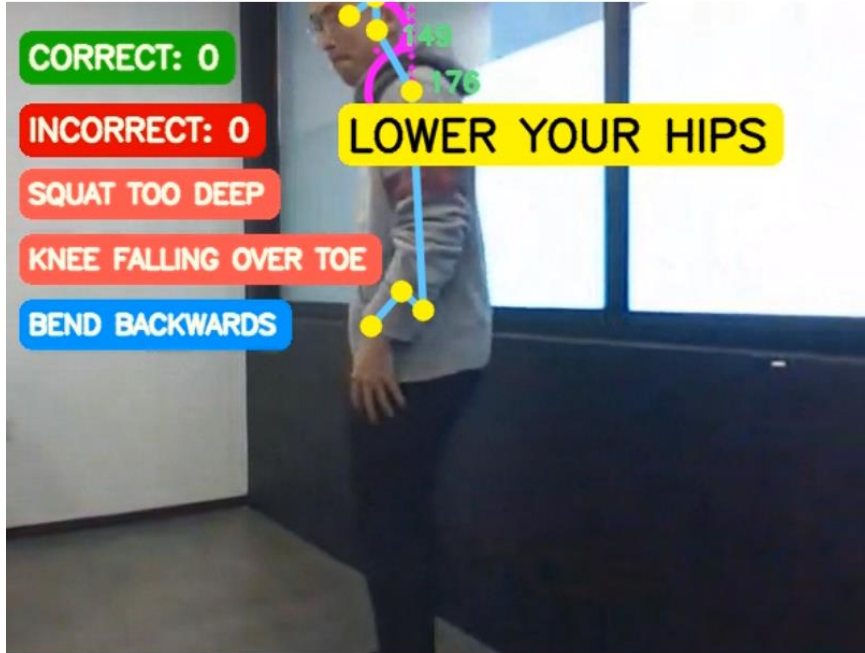 CORRECT: 0
149
176
INCORRECT: 0
LOWER YOUR HIPS
SQUAT TOO DEEP
KNEE FALLING OVER TOE
BEND BACKWARDS